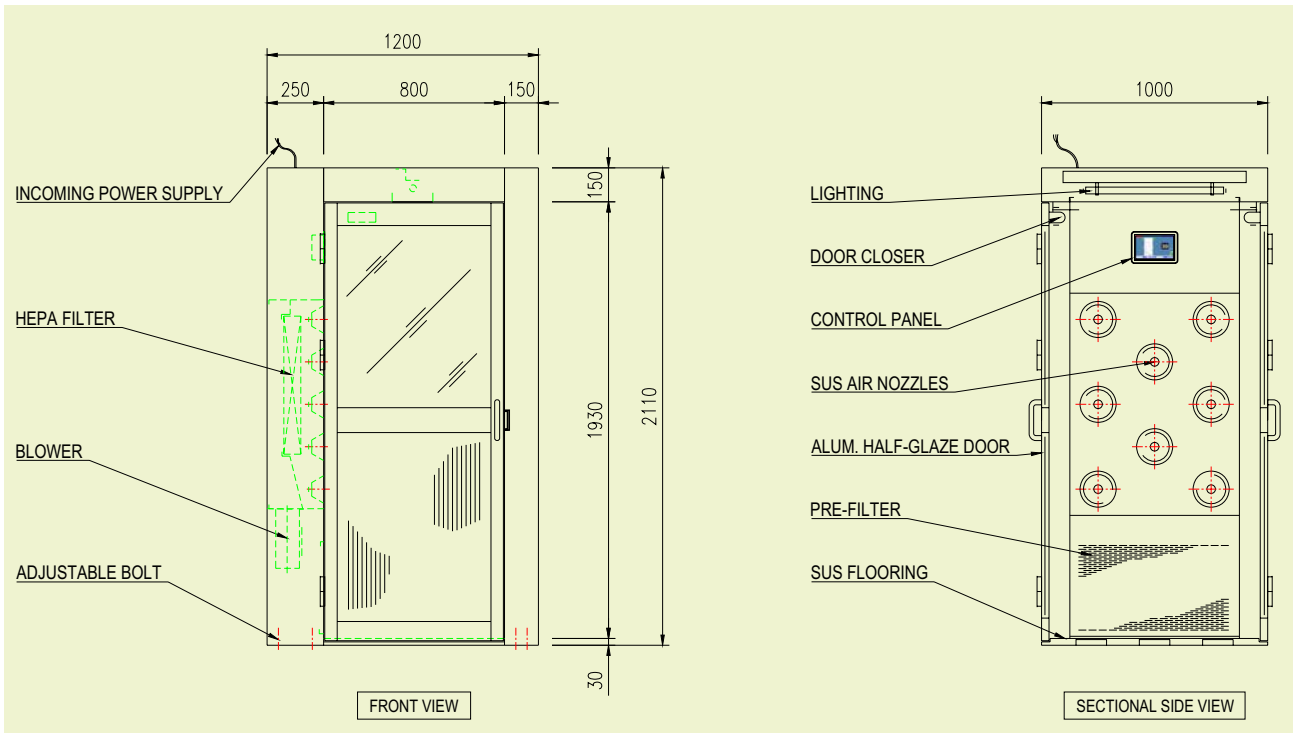 1200
250
800
150
INCOMING POWER SUPPLY
HEPA FILTER
BLOWER
ADJUSTABLE BOLT
150
1930
2110
30
FRONT VIEW
1000
LIGHTING
DOOR CLOSER
CONTROL PANEL
SUS AIR NOZZLES
ALUM. HALF-GLAZE DOOR
PRE-FILTER
SUS FLOORING
SECTIONAL SIDE VIEW